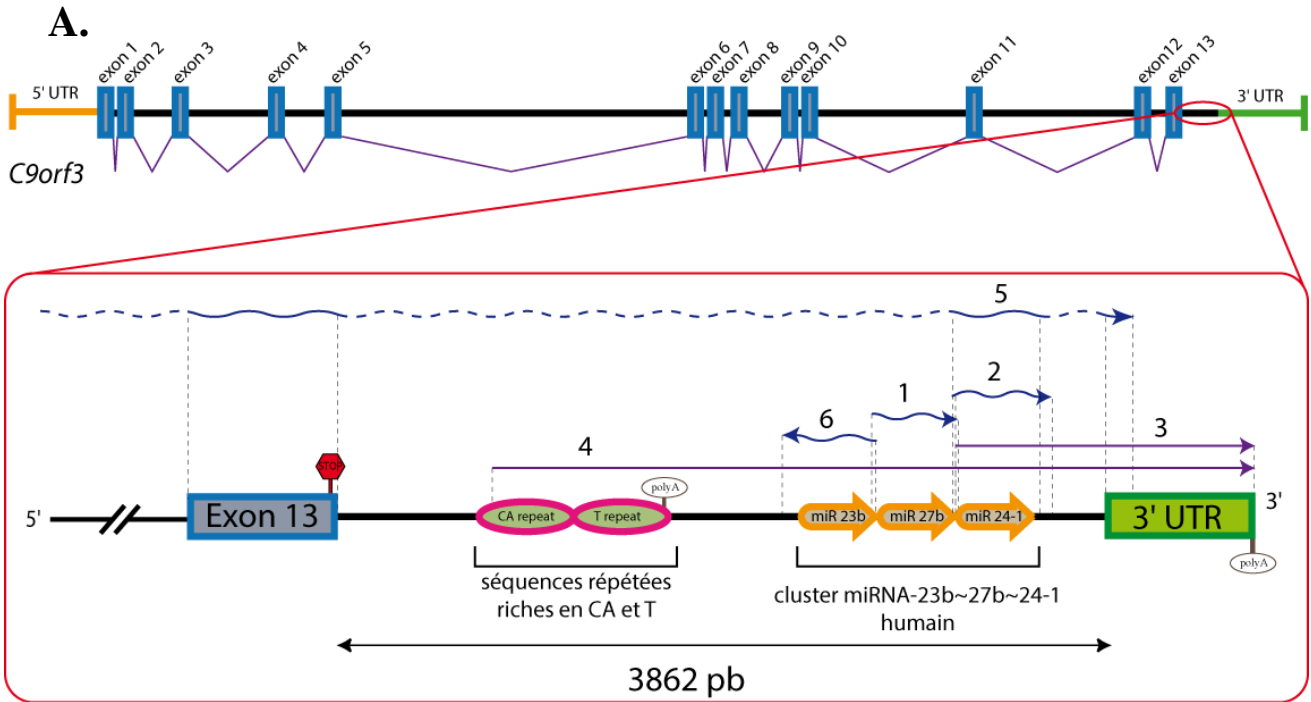 A.
exon 1
exon 2
exon 3
exon 4
exon 5
exon 6
exon 7
exon 8
exon 9
exon 10
exon 11
exon12
exon 13
5' UTR
3' UTR
C9orf3
5
2
1
6
3
4
STOP
polyA
5'
Exon 13
CA repeat
T repeat
miR 23b
miR 27b
miR 24-1
3' UTR
3'
polyA
séquences répétées
riches en CA et T
cluster miRNA-23b~27b~24-1
humain
3862 pb